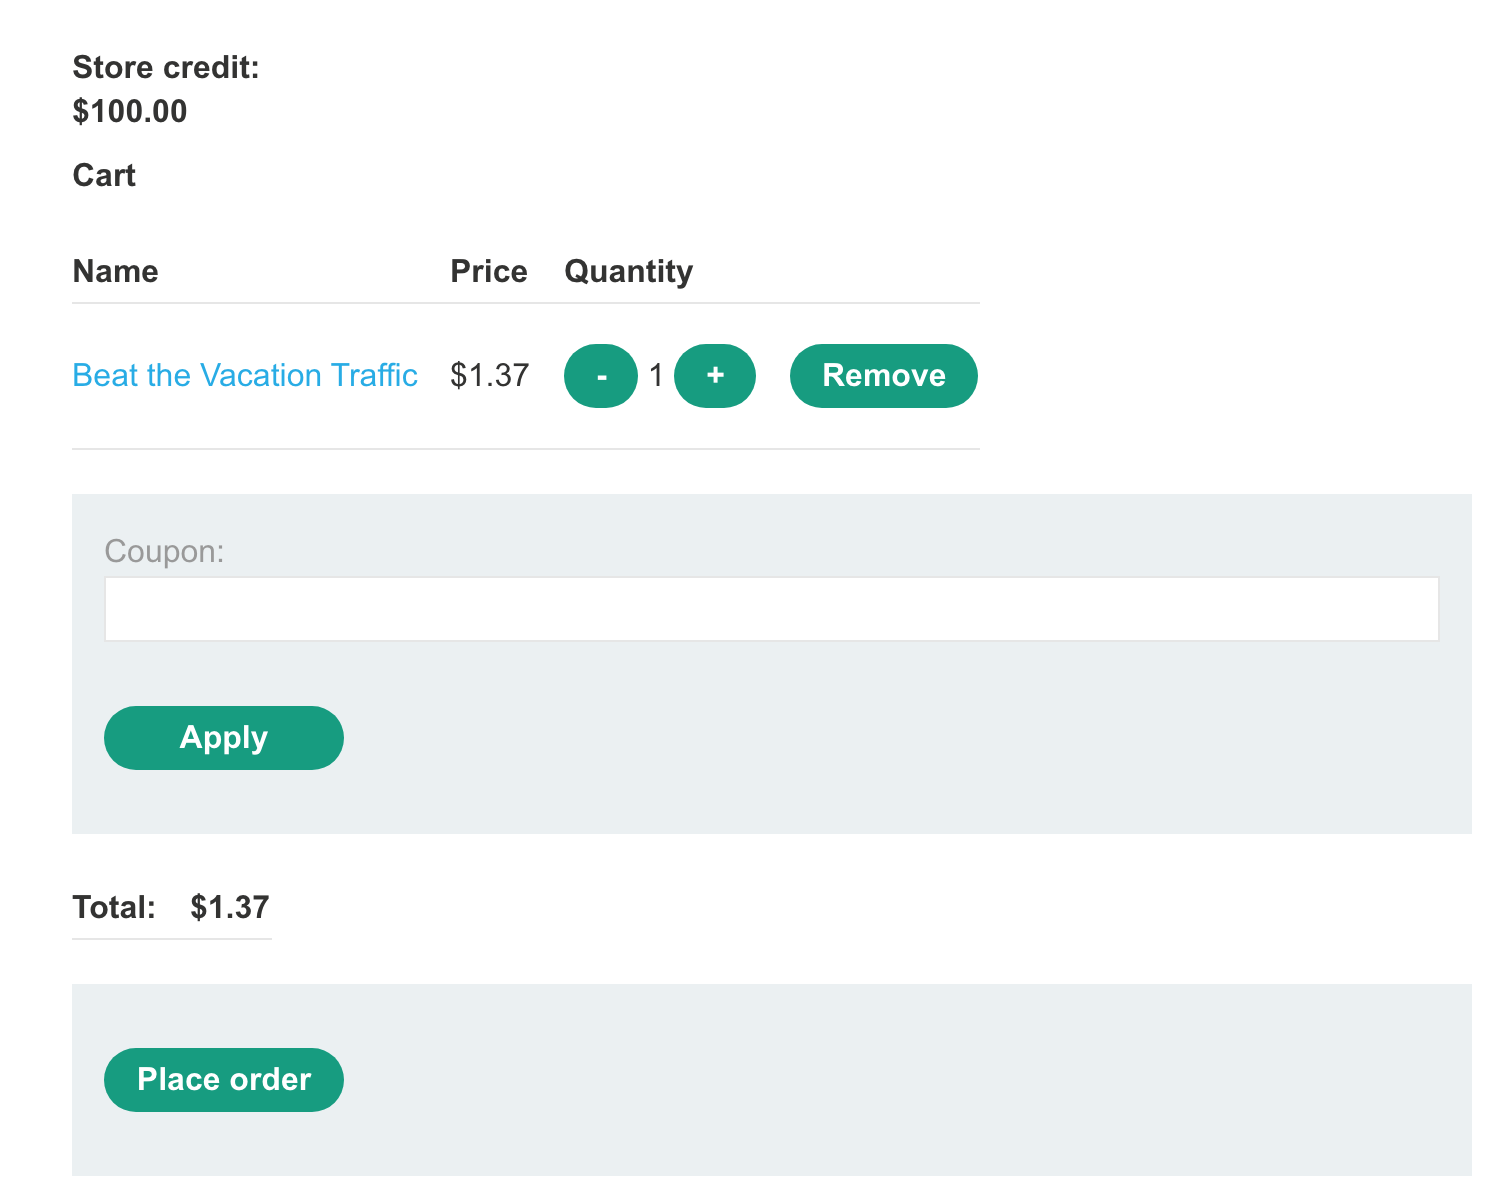 Store credit:
$100.00
Cart
Name Price Quantity
Beat the Vacation Traffic $1.37 - 1 + Remove
Coupon:
Apply
Total: $1.37
Place order